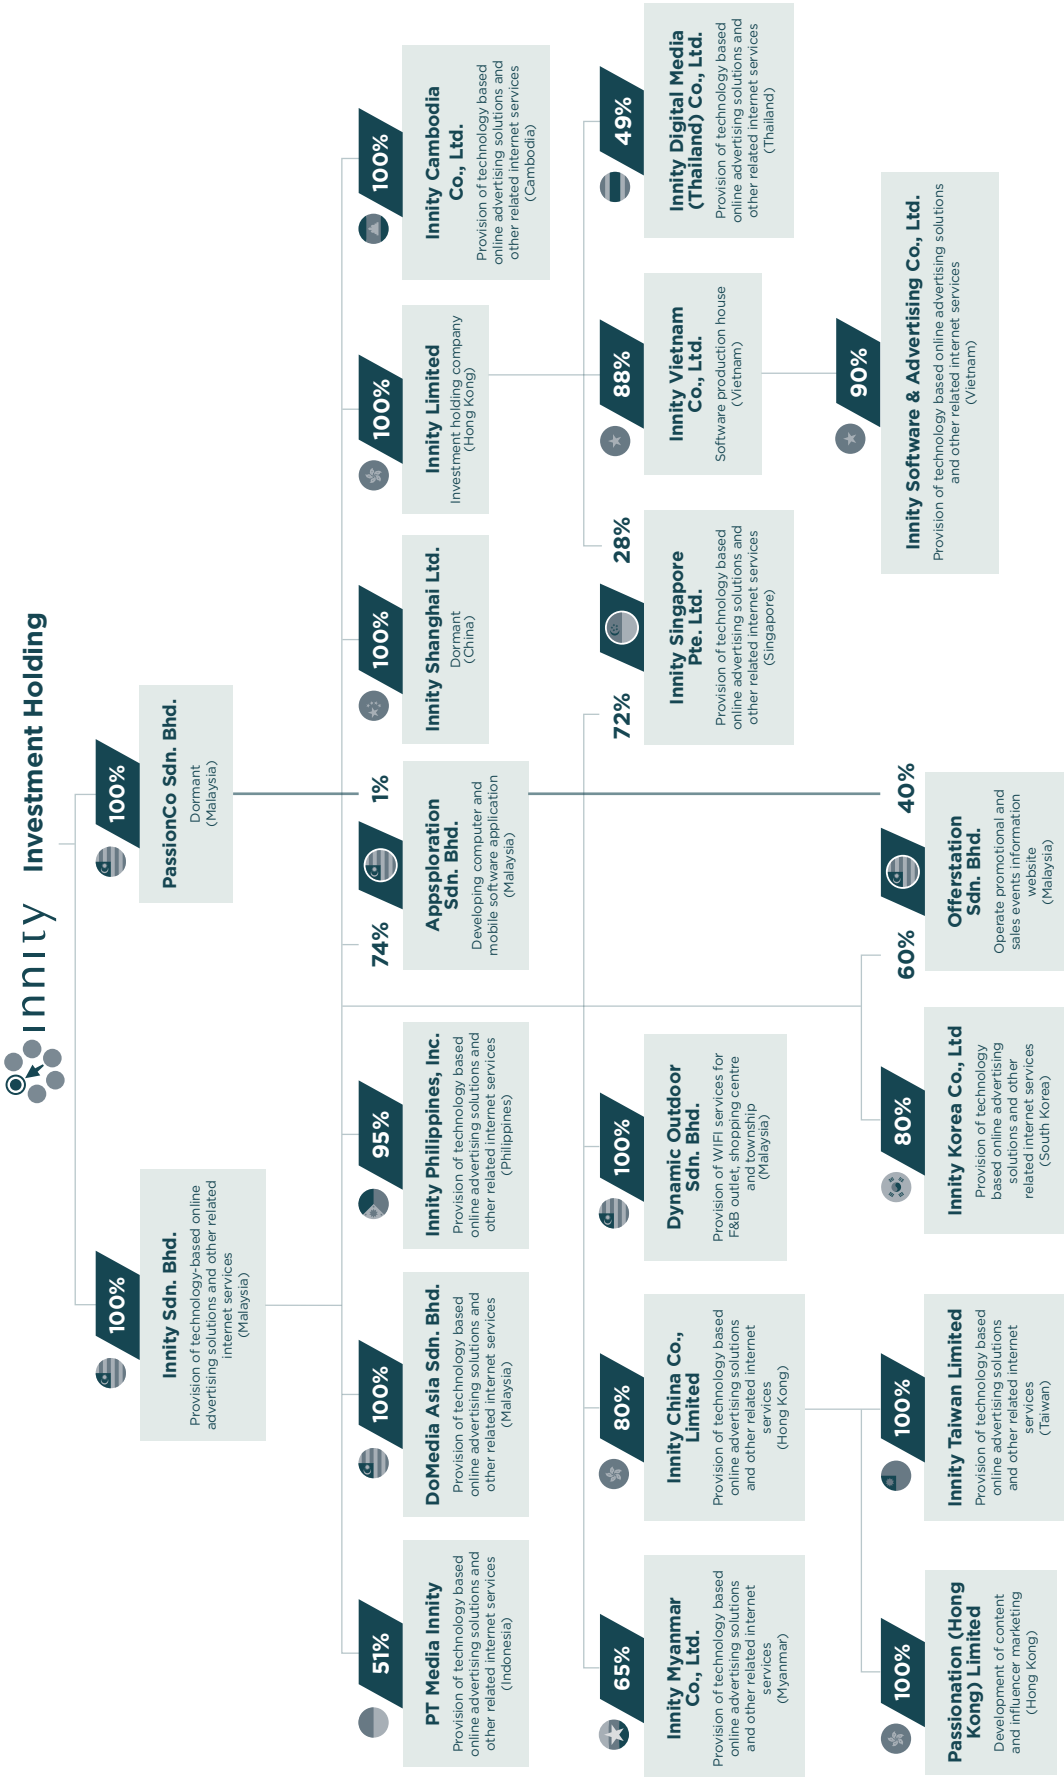 ınnıty Investment Holding
100%
Innity Sdn. Bhd.
Provision of technology-based online
advertising solutions and other related
internet services
(Malaysia)
100%
PassionCo Sdn. Bhd.
Dormant
(Malaysia)
51%
PT Media Innity
Provision of technology based
online advertising solutions and
other related internet services
(Indonesia)
100%
DoMedia Asia Sdn. Bhd.
Provision of technology based
online advertising solutions and
other related internet services
(Malaysia)
95%
Innity Philippines, Inc.
Provision of technology based
online advertising solutions and
other related internet services
(Philippines)
74%
1%
Appsploration
Sdn. Bhd.
Developing computer and
mobile software application
(Malaysia)
100%
Innity Shanghai Ltd.
Dormant
(China)
100%
Innity Limited
Investment holding company
(Hong Kong)
100%
Innity Cambodia
Co., Ltd.
Provision of technology based
online advertising solutions and
other related internet services
(Cambodia)
65%
Innity Myanmar
Co., Ltd.
Provision of technology based
online advertising solutions
and other related internet
services
(Myanmar)
80%
Innity China Co.,
Limited
Provision of technology based
online advertising solutions
and other related internet
services
(Hong Kong)
100%
Dynamic Outdoor
Sdn. Bhd.
Provision of WIFI services for
F&B outlet, shopping centre
and township
(Malaysia)
72%
28%
Innity Singapore
Pte. Ltd.
Provision of technology based
online advertising solutions and
other related internet services
(Singapore)
88%
Innity Vietnam
Co., Ltd.
Software production house
(Vietnam)
49%
Innity Digital Media
(Thailand) Co., Ltd.
Provision of technology based
online advertising solutions and
other related internet services
(Thailand)
100%
Passionation (Hong
Kong) Limited
Development of content
and influencer marketing
(Hong Kong)
100%
Innity Taiwan Limited
Provision of technology based
online advertising solutions
and other related internet
services
(Taiwan)
80%
Innity Korea Co., Ltd
Provision of technology
based online advertising
solutions and other
related internet services
(South Korea)
60%
40%
Offerstation
Sdn. Bhd.
Operate promotional and
sales events information
website
(Malaysia)
90%
Innity Software & Advertising Co., Ltd.
Provision of technology based online advertising solutions
and other related internet services
(Vietnam)